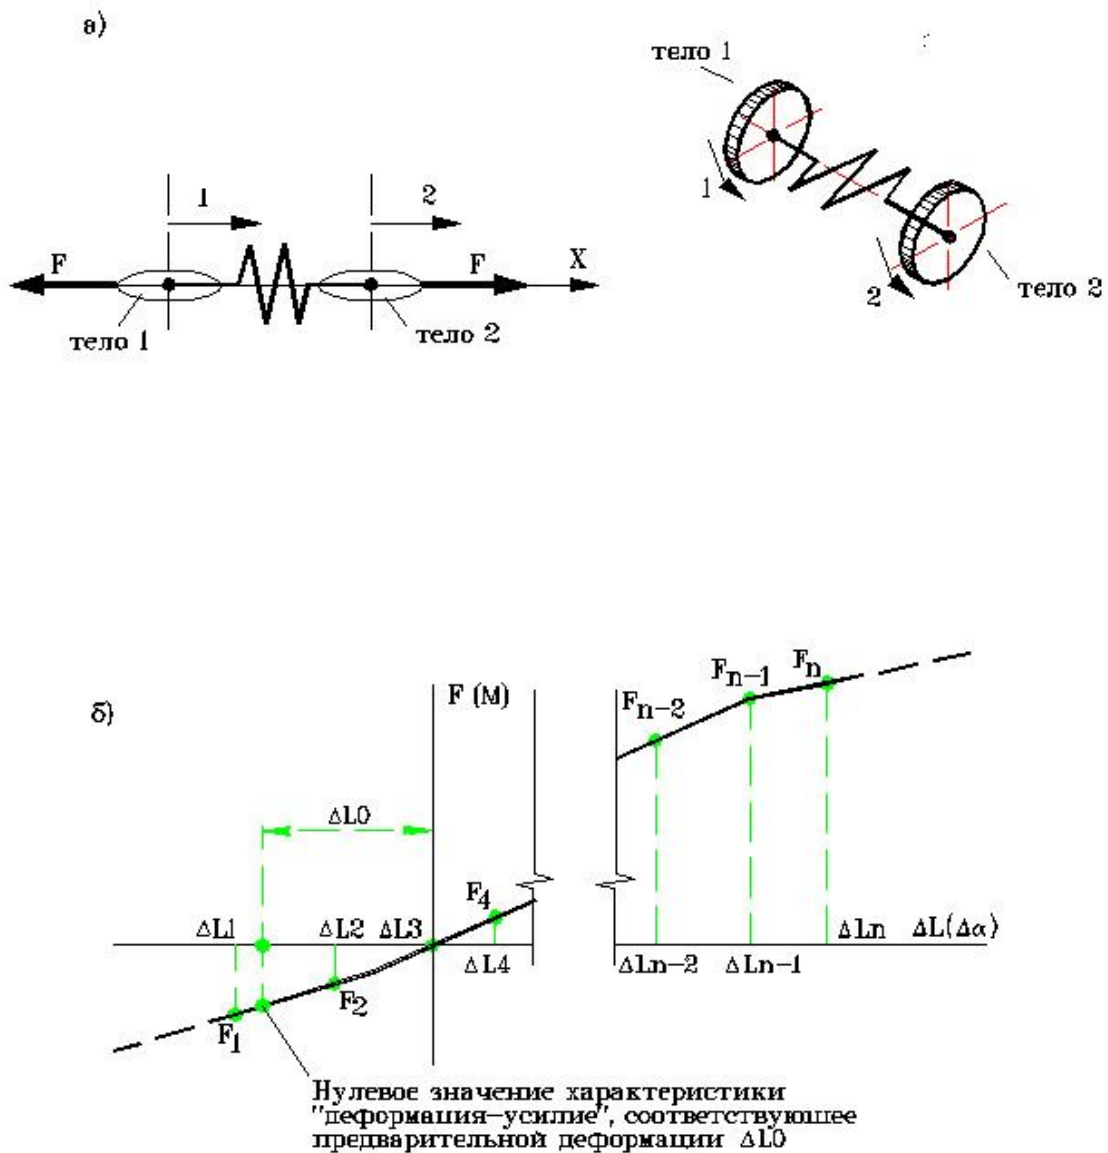 а)
тело 1
1
2
F
F
X
тело 1
тело 2
1
2
тело 2
б)
F (M)
Fn-2
Fn-1
Fn
ΔL0
F4
ΔL1
ΔL2
ΔL3
ΔL4
ΔLn-2
ΔLn-1
ΔLn
ΔL(Δα)
F1
F2
Нулевое значение характеристики
"деформация-усилие", соответствующее
предварительной деформации ΔL0